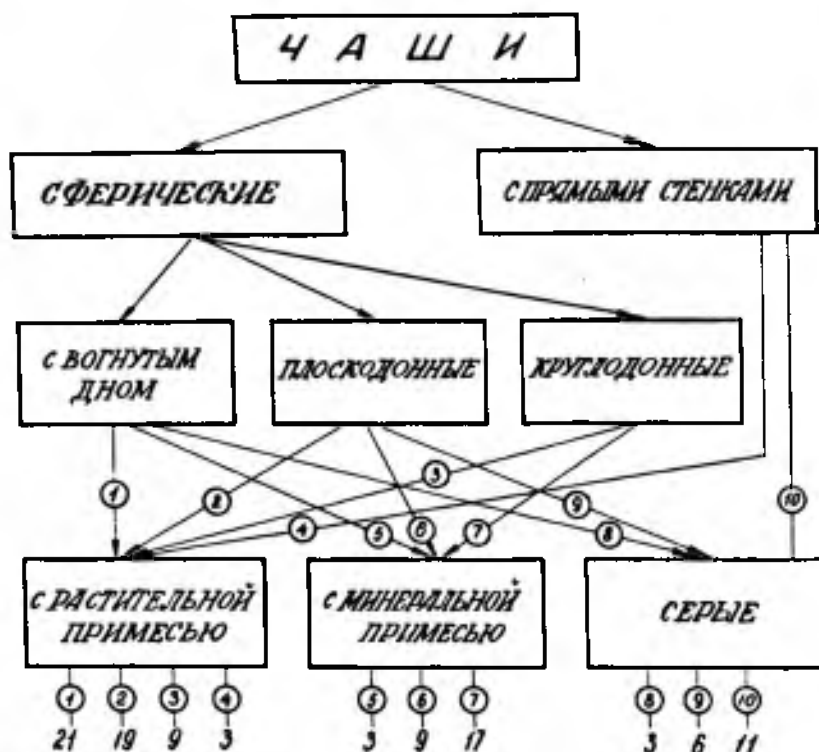 ЧАШИ
СФЕРИЧЕСКИЕ
С ПРЯМЫМИ СТЕНКАМИ
С ВОГНУТЫМ
ДНОМ
ПЛОСКОДОННЫЕ
КРУГЛОДОННЫЕ
1
2
3
4
5
6
7
8
9
10
С РАСТИТЕЛЬНОЙ
ПРИМЕСЬЮ
С МИНЕРАЛЬНОЙ
ПРИМЕСЬЮ
СЕРЫЕ
1 2 3 4 5 6 7 8 9 10
21 19 9 3 3 9 17 3 6 11